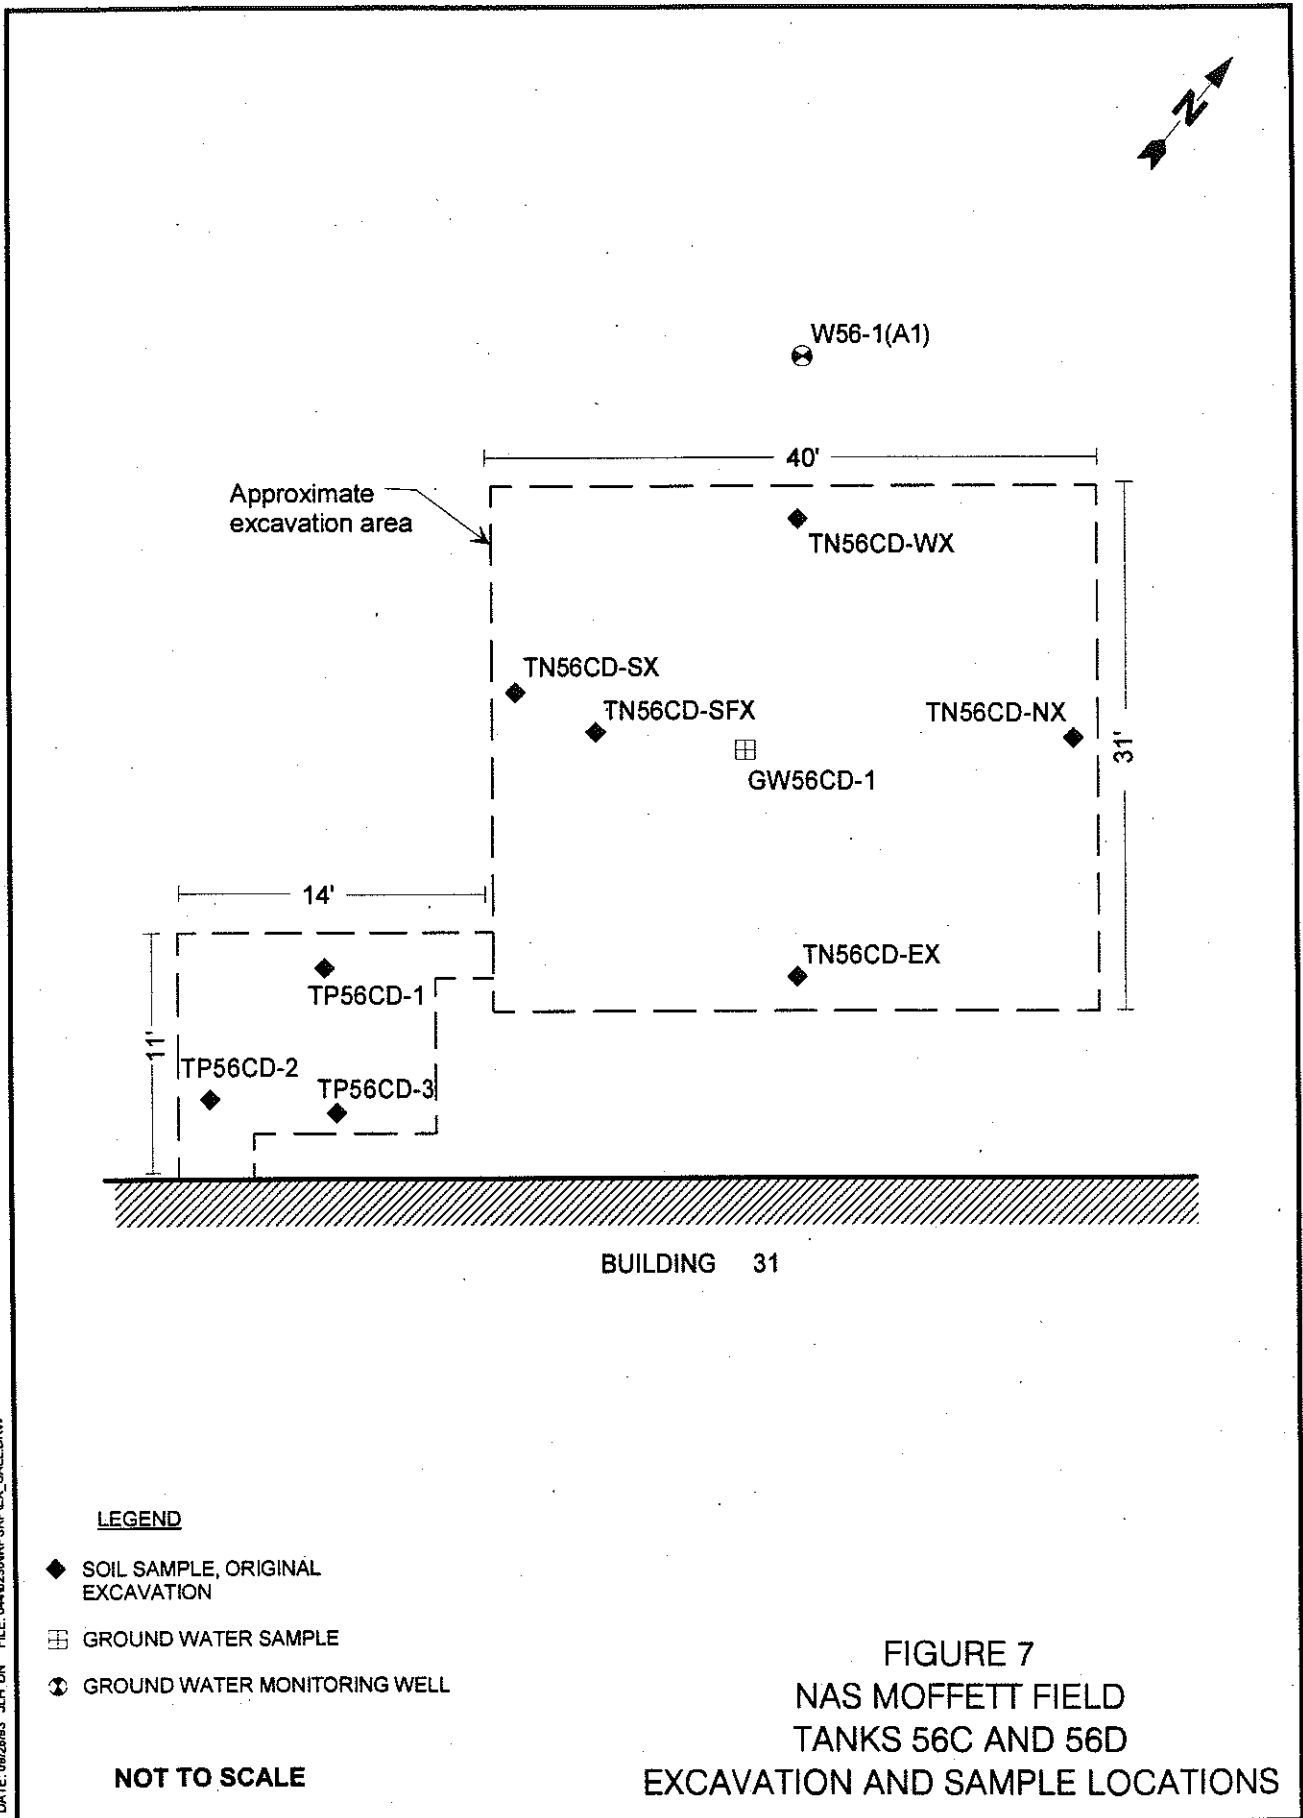 N
W56-1(A1)
40'
Approximate
excavation area
TN56CD-WX
TN56CD-SX
TN56CD-SFX
TN56CD-NX
31'
GW56CD-1
14'
TN56CD-EX
TP56CD-1
11'
TP56CD-2
TP56CD-3
BUILDING 31
LEGEND
SOIL SAMPLE, ORIGINAL
EXCAVATION
GROUND WATER SAMPLE
GROUND WATER MONITORING WELL
NOT TO SCALE
FIGURE 7
NAS MOFFETT FIELD
TANKS 56C AND 56D
EXCAVATION AND SAMPLE LOCATIONS
DATE: FILE: